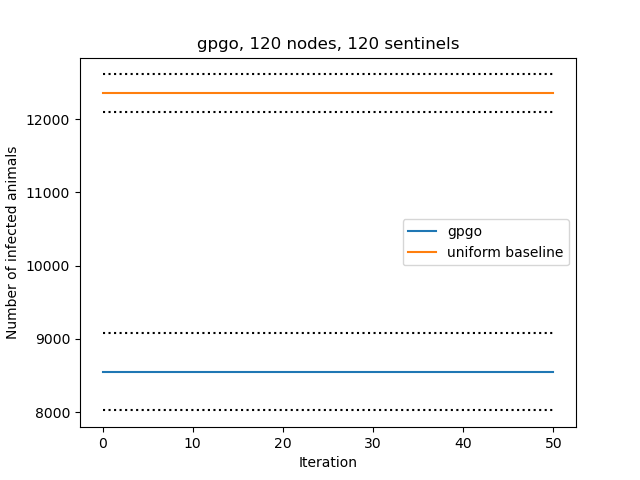 gpgo, 120 nodes, 120 sentinels
Number of infected animals
12000
11000
10000
9000
8000
gpgo
uniform baseline
0 10 20 30 40 50
Iteration